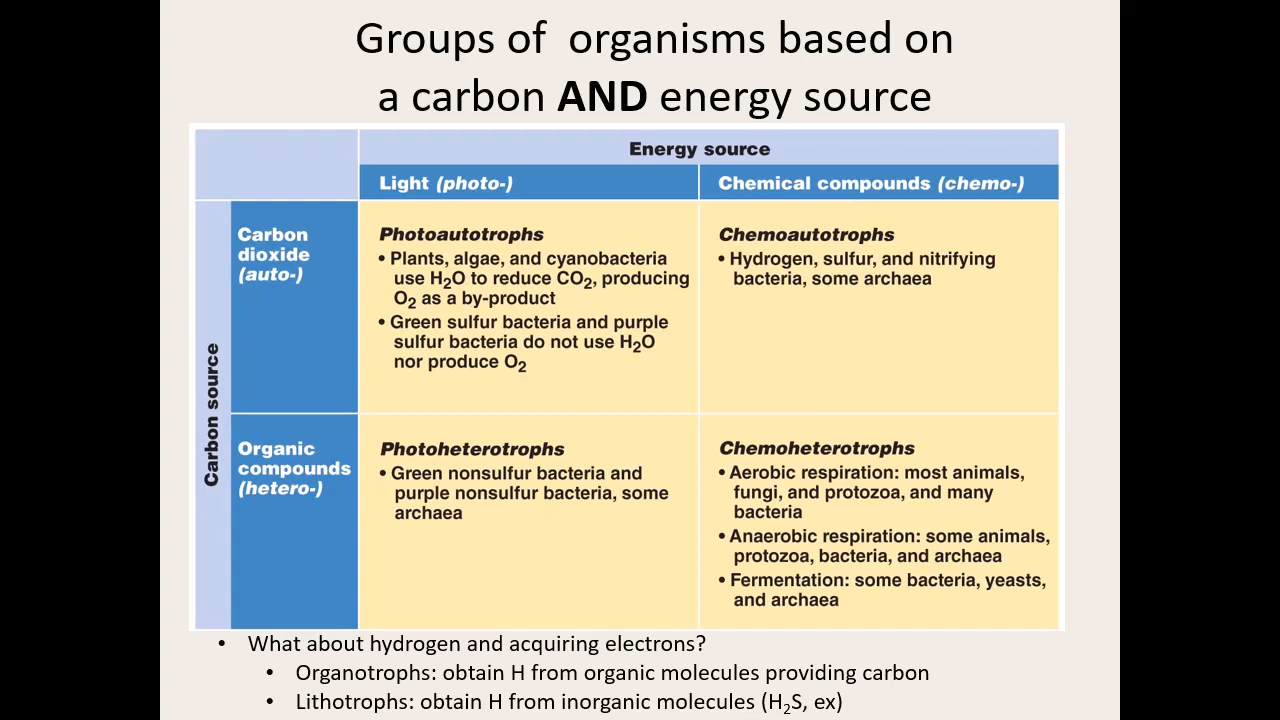 Groups of organisms based on
a carbon AND energy source
Energy source
Light (photo-)
Chemical compounds (chemo-)
Carbon source
Carbon
dioxide
(auto-)
Photoautotrophs
• Plants, algae, and cyanobacteria
use H₂O to reduce CO₂, producing
O₂ as a by-product
• Green sulfur bacteria and purple
sulfur bacteria do not use H₂O
nor produce O₂
Chemoautotrophs
• Hydrogen, sulfur, and nitrifying
bacteria, some archaea
Organic
compounds
(hetero-)
Photoheterotrophs
• Green nonsulfur bacteria and
purple nonsulfur bacteria, some
archaea
Chemoheterotrophs
• Aerobic respiration: most animals,
fungi, and protozoa, and many
bacteria
• Anaerobic respiration: some animals,
protozoa, bacteria, and archaea
• Fermentation: some bacteria, yeasts,
and archaea
• What about hydrogen and acquiring electrons?
• Organotrophs: obtain H from organic molecules providing carbon
• Lithotrophs: obtain H from inorganic molecules (H₂S, ex)